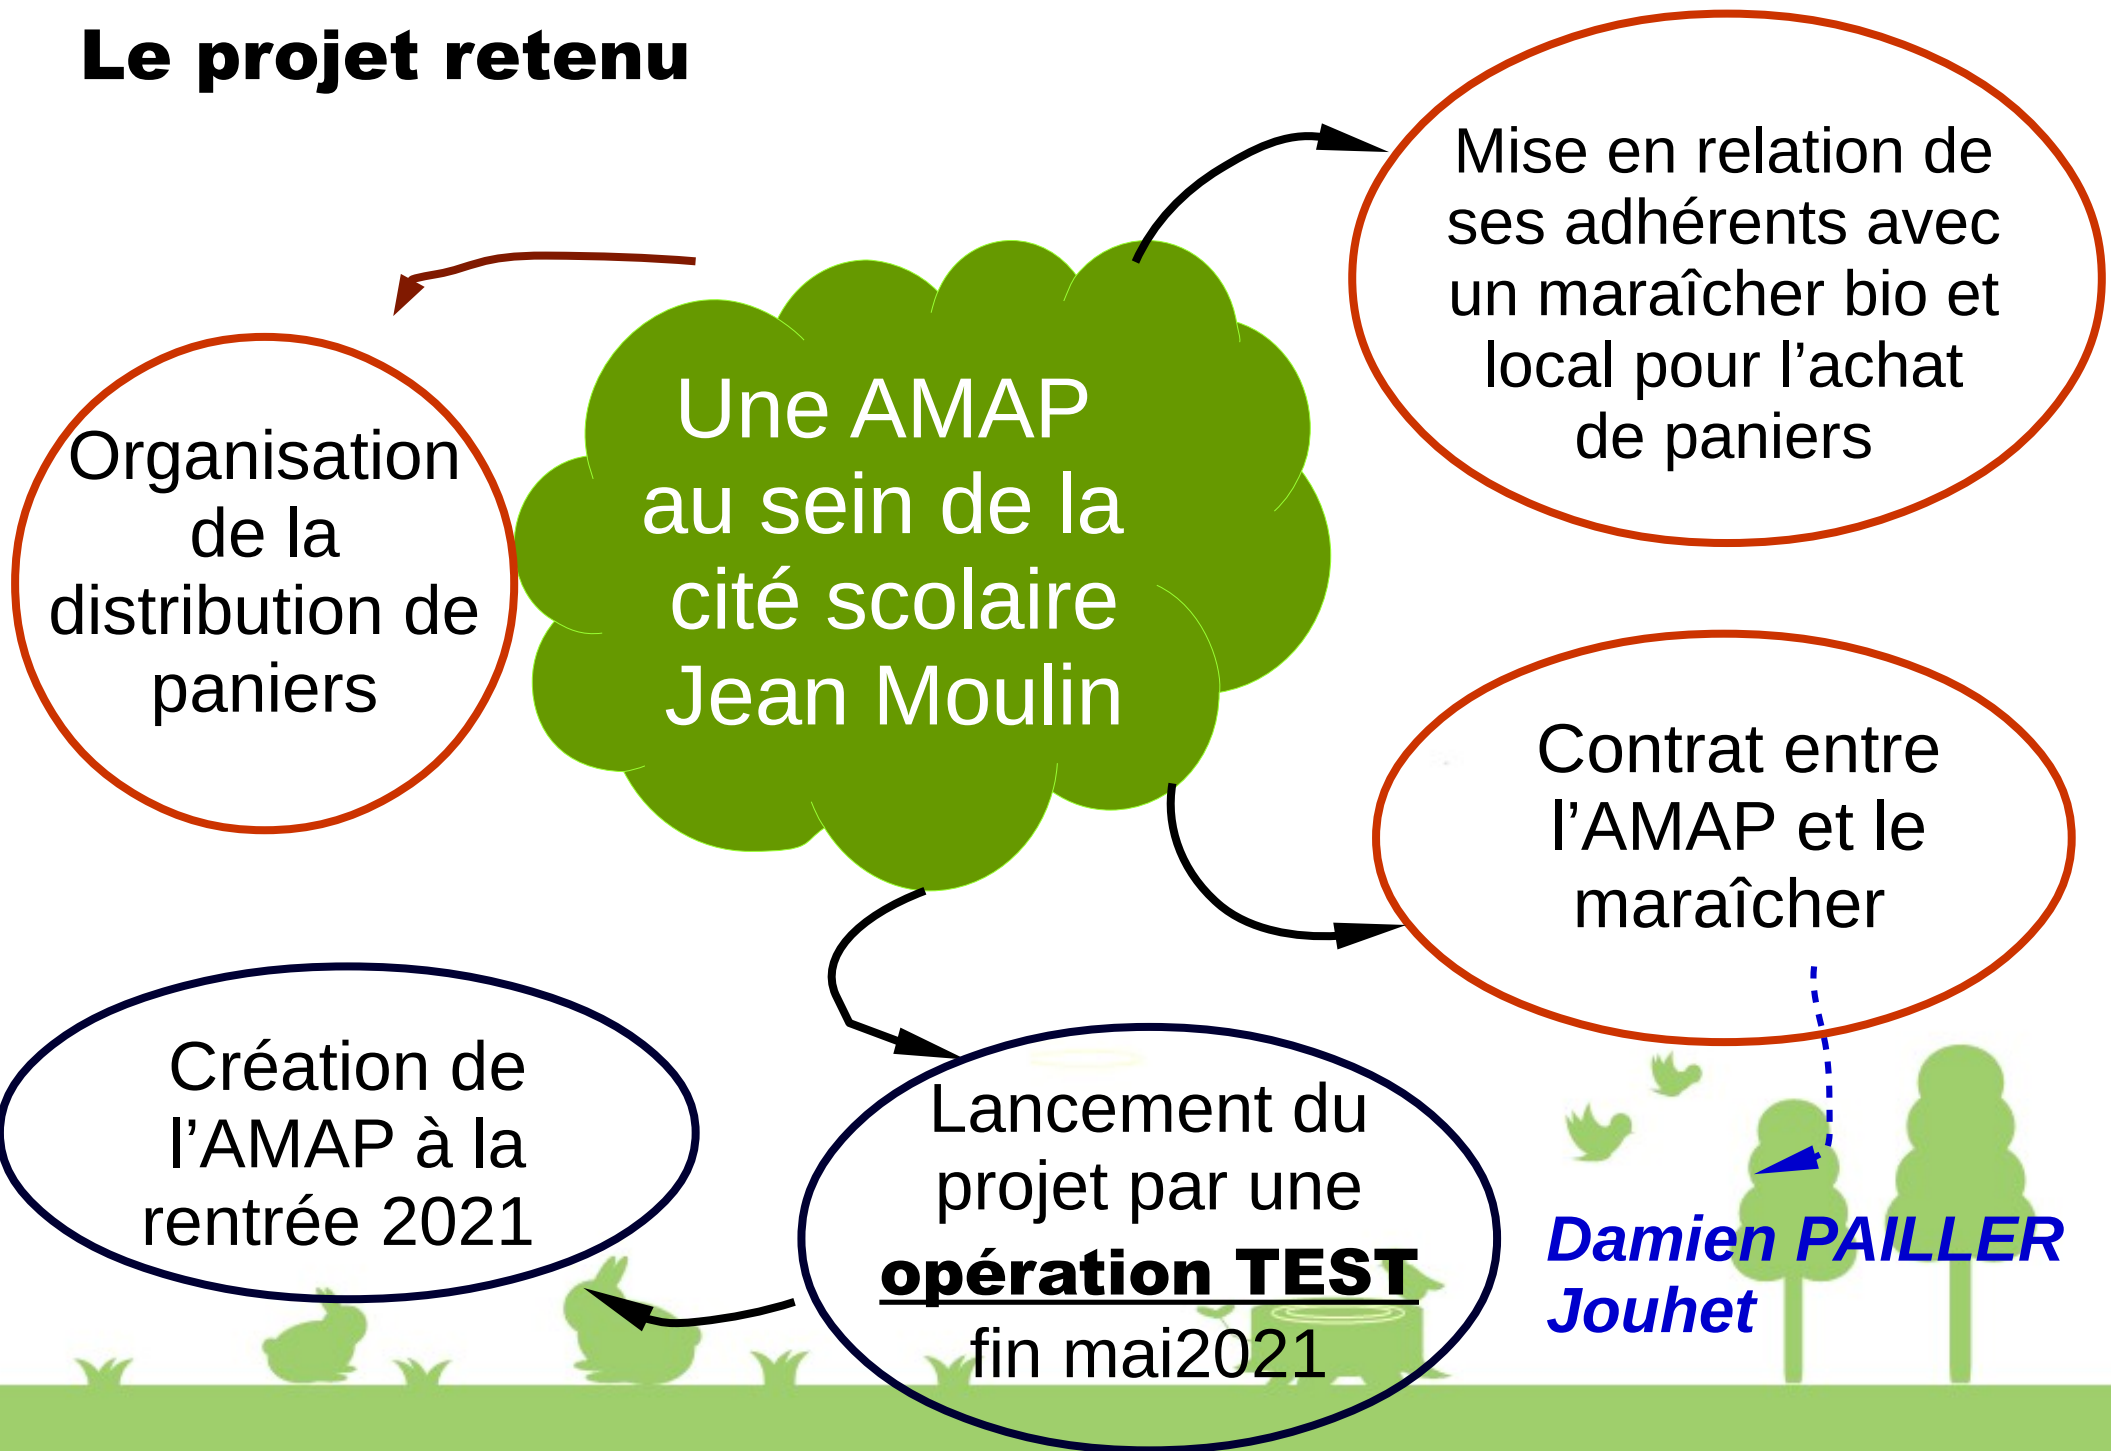 Le projet retenu
Mise en relation de
ses adhérents avec
un maraîcher bio et
local pour l’achat
de paniers
Une AMAP
au sein de la
cité scolaire
Jean Moulin
Organisation
de la
distribution de
paniers
Contrat entre
l’AMAP et le
maraîcher
Création de
l’AMAP à la
rentrée 2021
Lancement du
projet par une
opération TEST
fin mai2021
Damien PAILLER
Jouhet